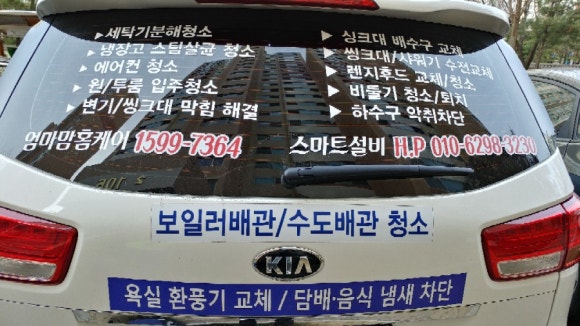 세탁기분해청소
냉장고 스팀살균 청소
에어컨 청소
원/투룸 입주청소
변기/씽크대 막힘 해결
엄마맘홈케어 1599-7364
싱크대 배수구 교체
씽크대/샤워기 수전교체
렌지후드 교체/청소
비둘기 청소/퇴치
하수구 악취차단
스마트설비 H.P 010-6298-3230
보일러배관/수도배관 청소
KIA
욕실 환풍기 교체 / 담배·음식 냄새 차단